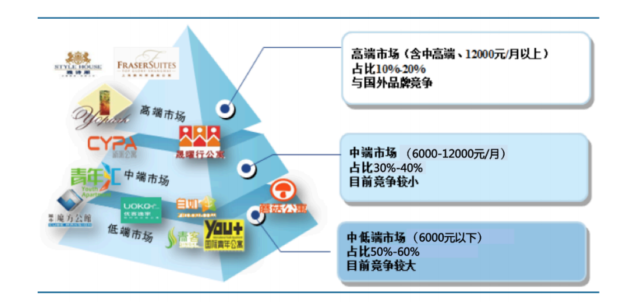 STYLE HOUSE
FRASER SUITES
高端市场
CYPA
中端市场
青年汇
UOKO
YOU+
国际青年公寓
低端市场
高端市场（含中高端、12000元/月以上）
占比10%-20%
与国外品牌竞争
中端市场（6000-12000元/月）
占比30%-40%
目前竞争较小
中低端市场（6000元以下）
占比50%-60%
目前竞争较大